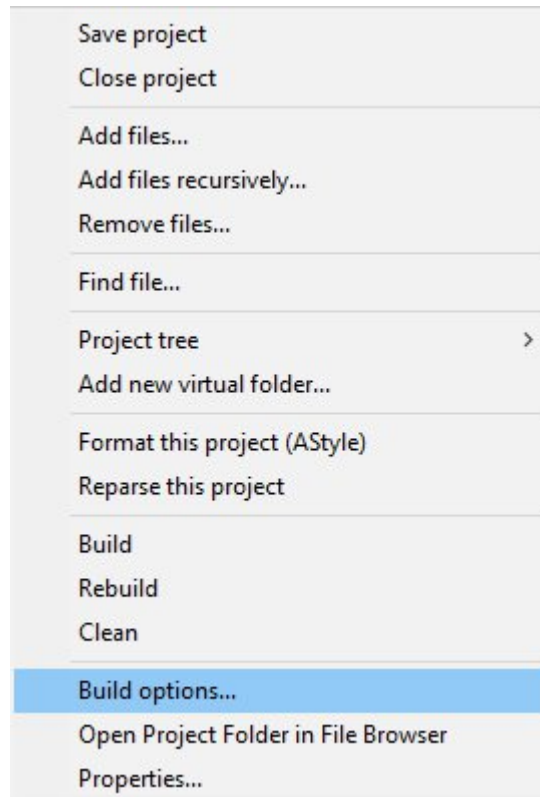 Save project
Close project
Add files...
Add files recursively...
Remove files...
Find file...
Project tree
Add new virtual folder...
Format this project (AStyle)
Reparse this project
Build
Rebuild
Clean
Build options...
Open Project Folder in File Browser
Properties...